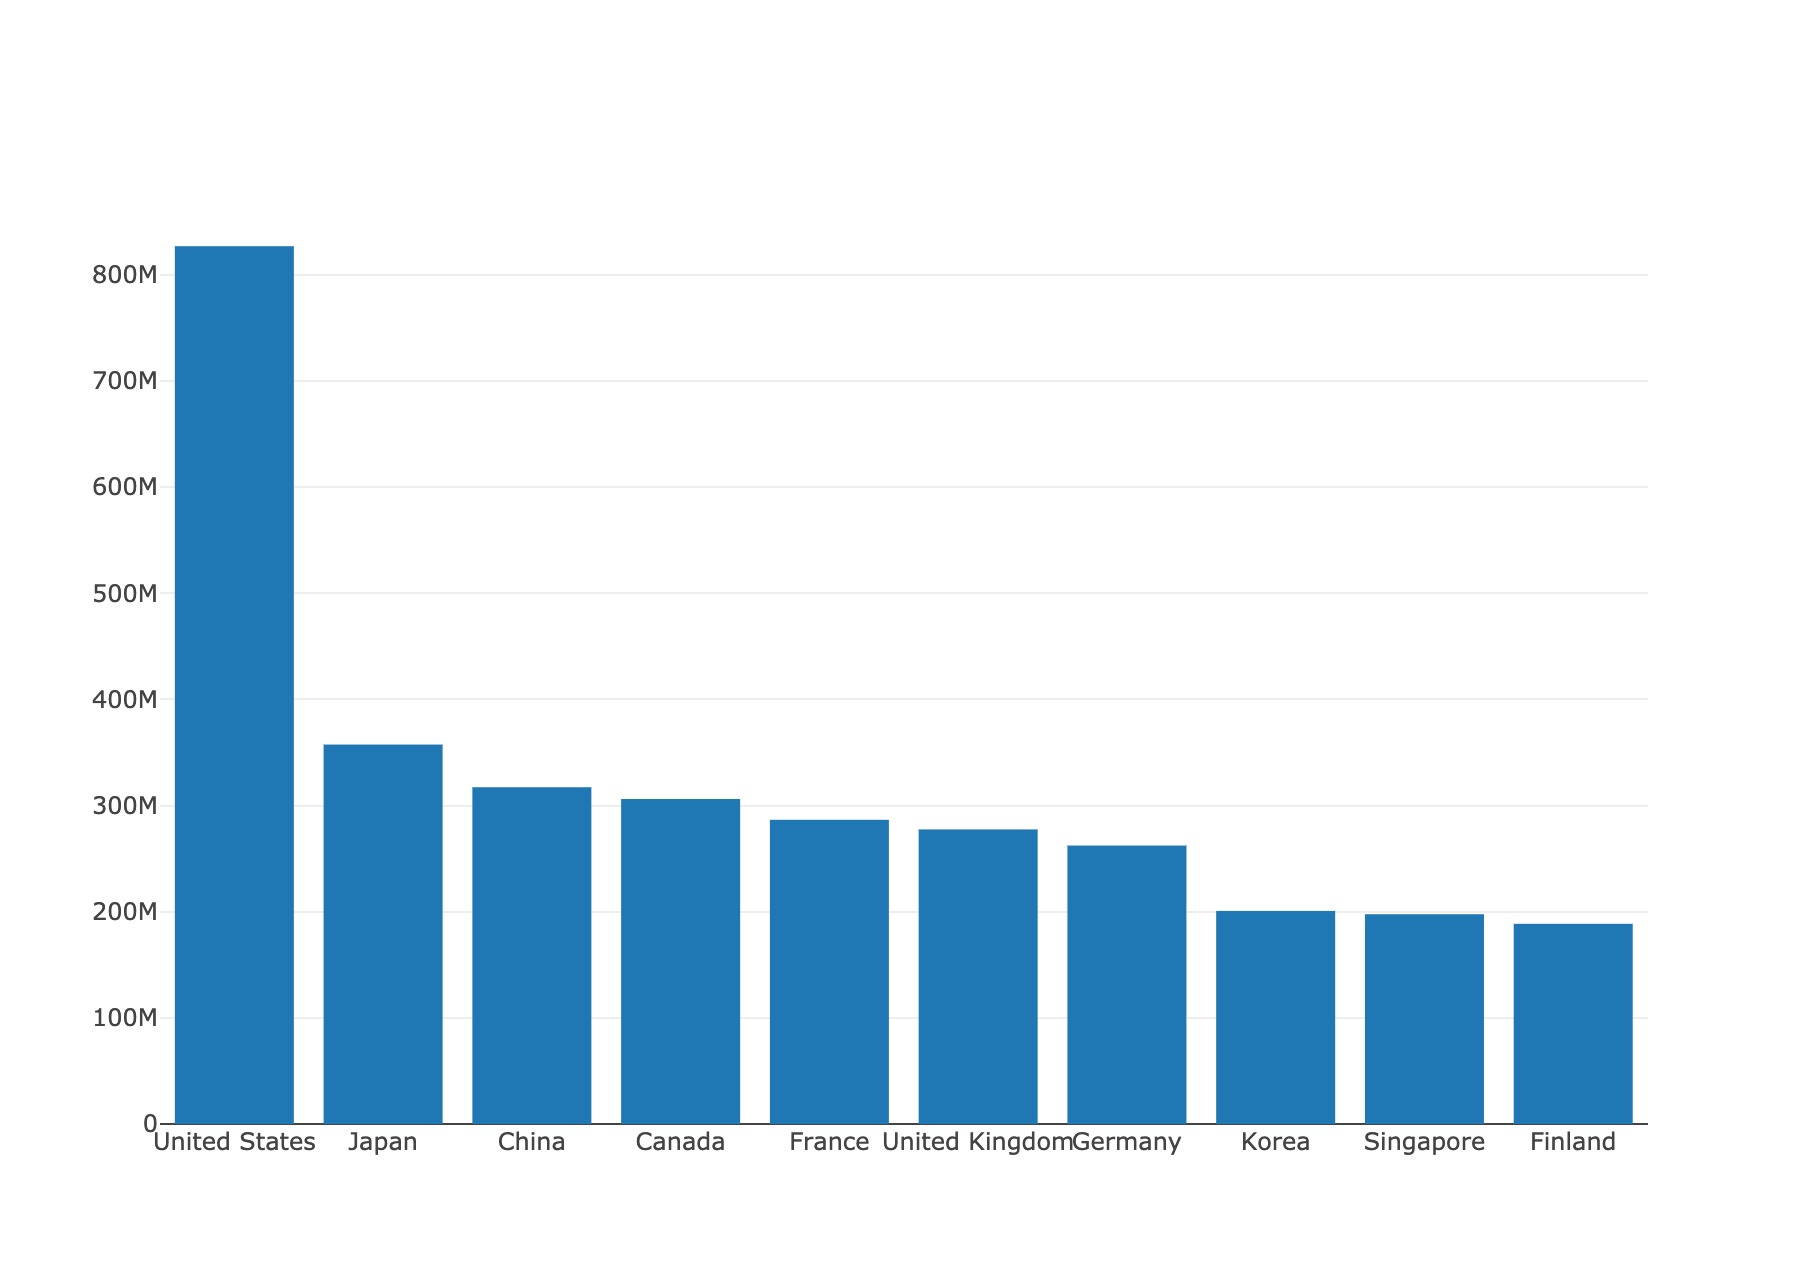 800M
700M
600M
500M
400M
300M
200M
100M
0
United States Japan China Canada France United Kingdom Germany Korea Singapore Finland